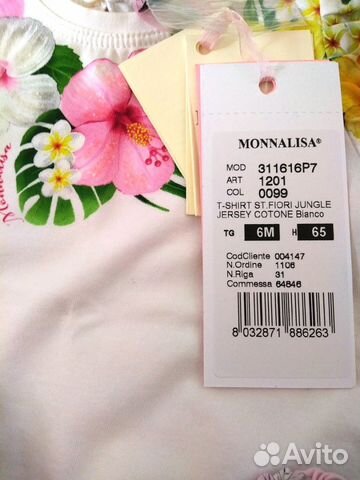 Monnalisa
MONNALISA®
MOD 311616P7
ART 1201
COL 0099
T-SHIRT ST.FIORI JUNGLE
JERSEY COTONE Bianco
TG 6M H 65
CodCliente 004147
N.Ordine 1106
N.Riga 31
Commessa 64846
8 032871 886263
Avito